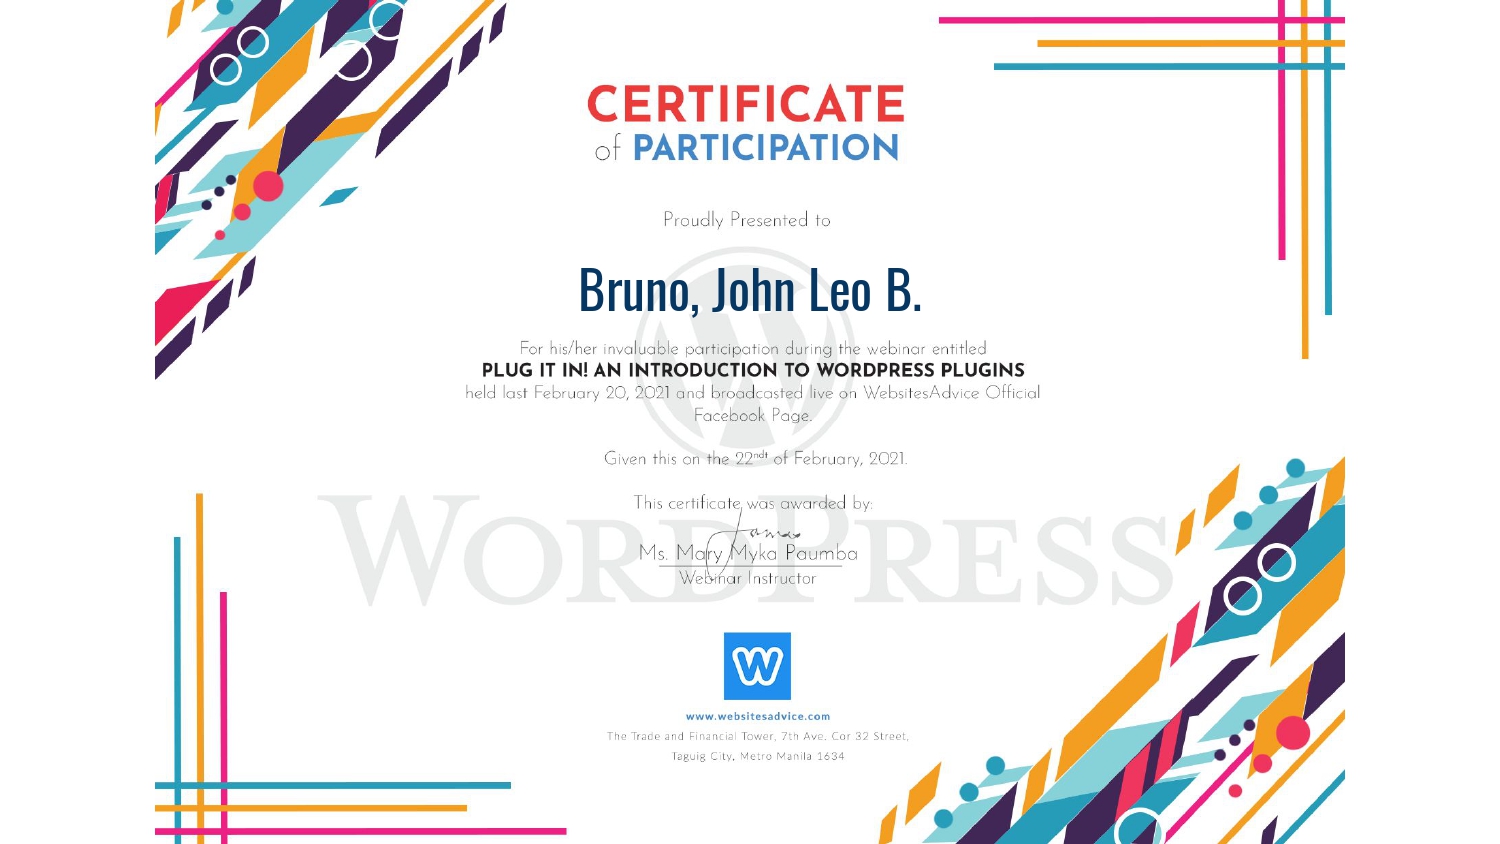 CERTIFICATE
of PARTICIPATION
Proudly Presented to
Bruno, John Leo B.
For his/her invaluable participation during the webinar entitled
PLUG IT IN! AN INTRODUCTION TO WORDPRESS PLUGINS
held last February 20, 2021 and broadcasted live on WebsitesAdvice Official
Facebook Page.
Given this on the 22ndt of February, 2021.
This certificate was awarded by:
Ms. Mary Myka Paumba
Webinar Instructor
WORDPRESS
W
www.websitesadvice.com
The Trade and Financial Tower, 7th Ave, Cor 32 Street,
Taguig City, Metro Manila 1634